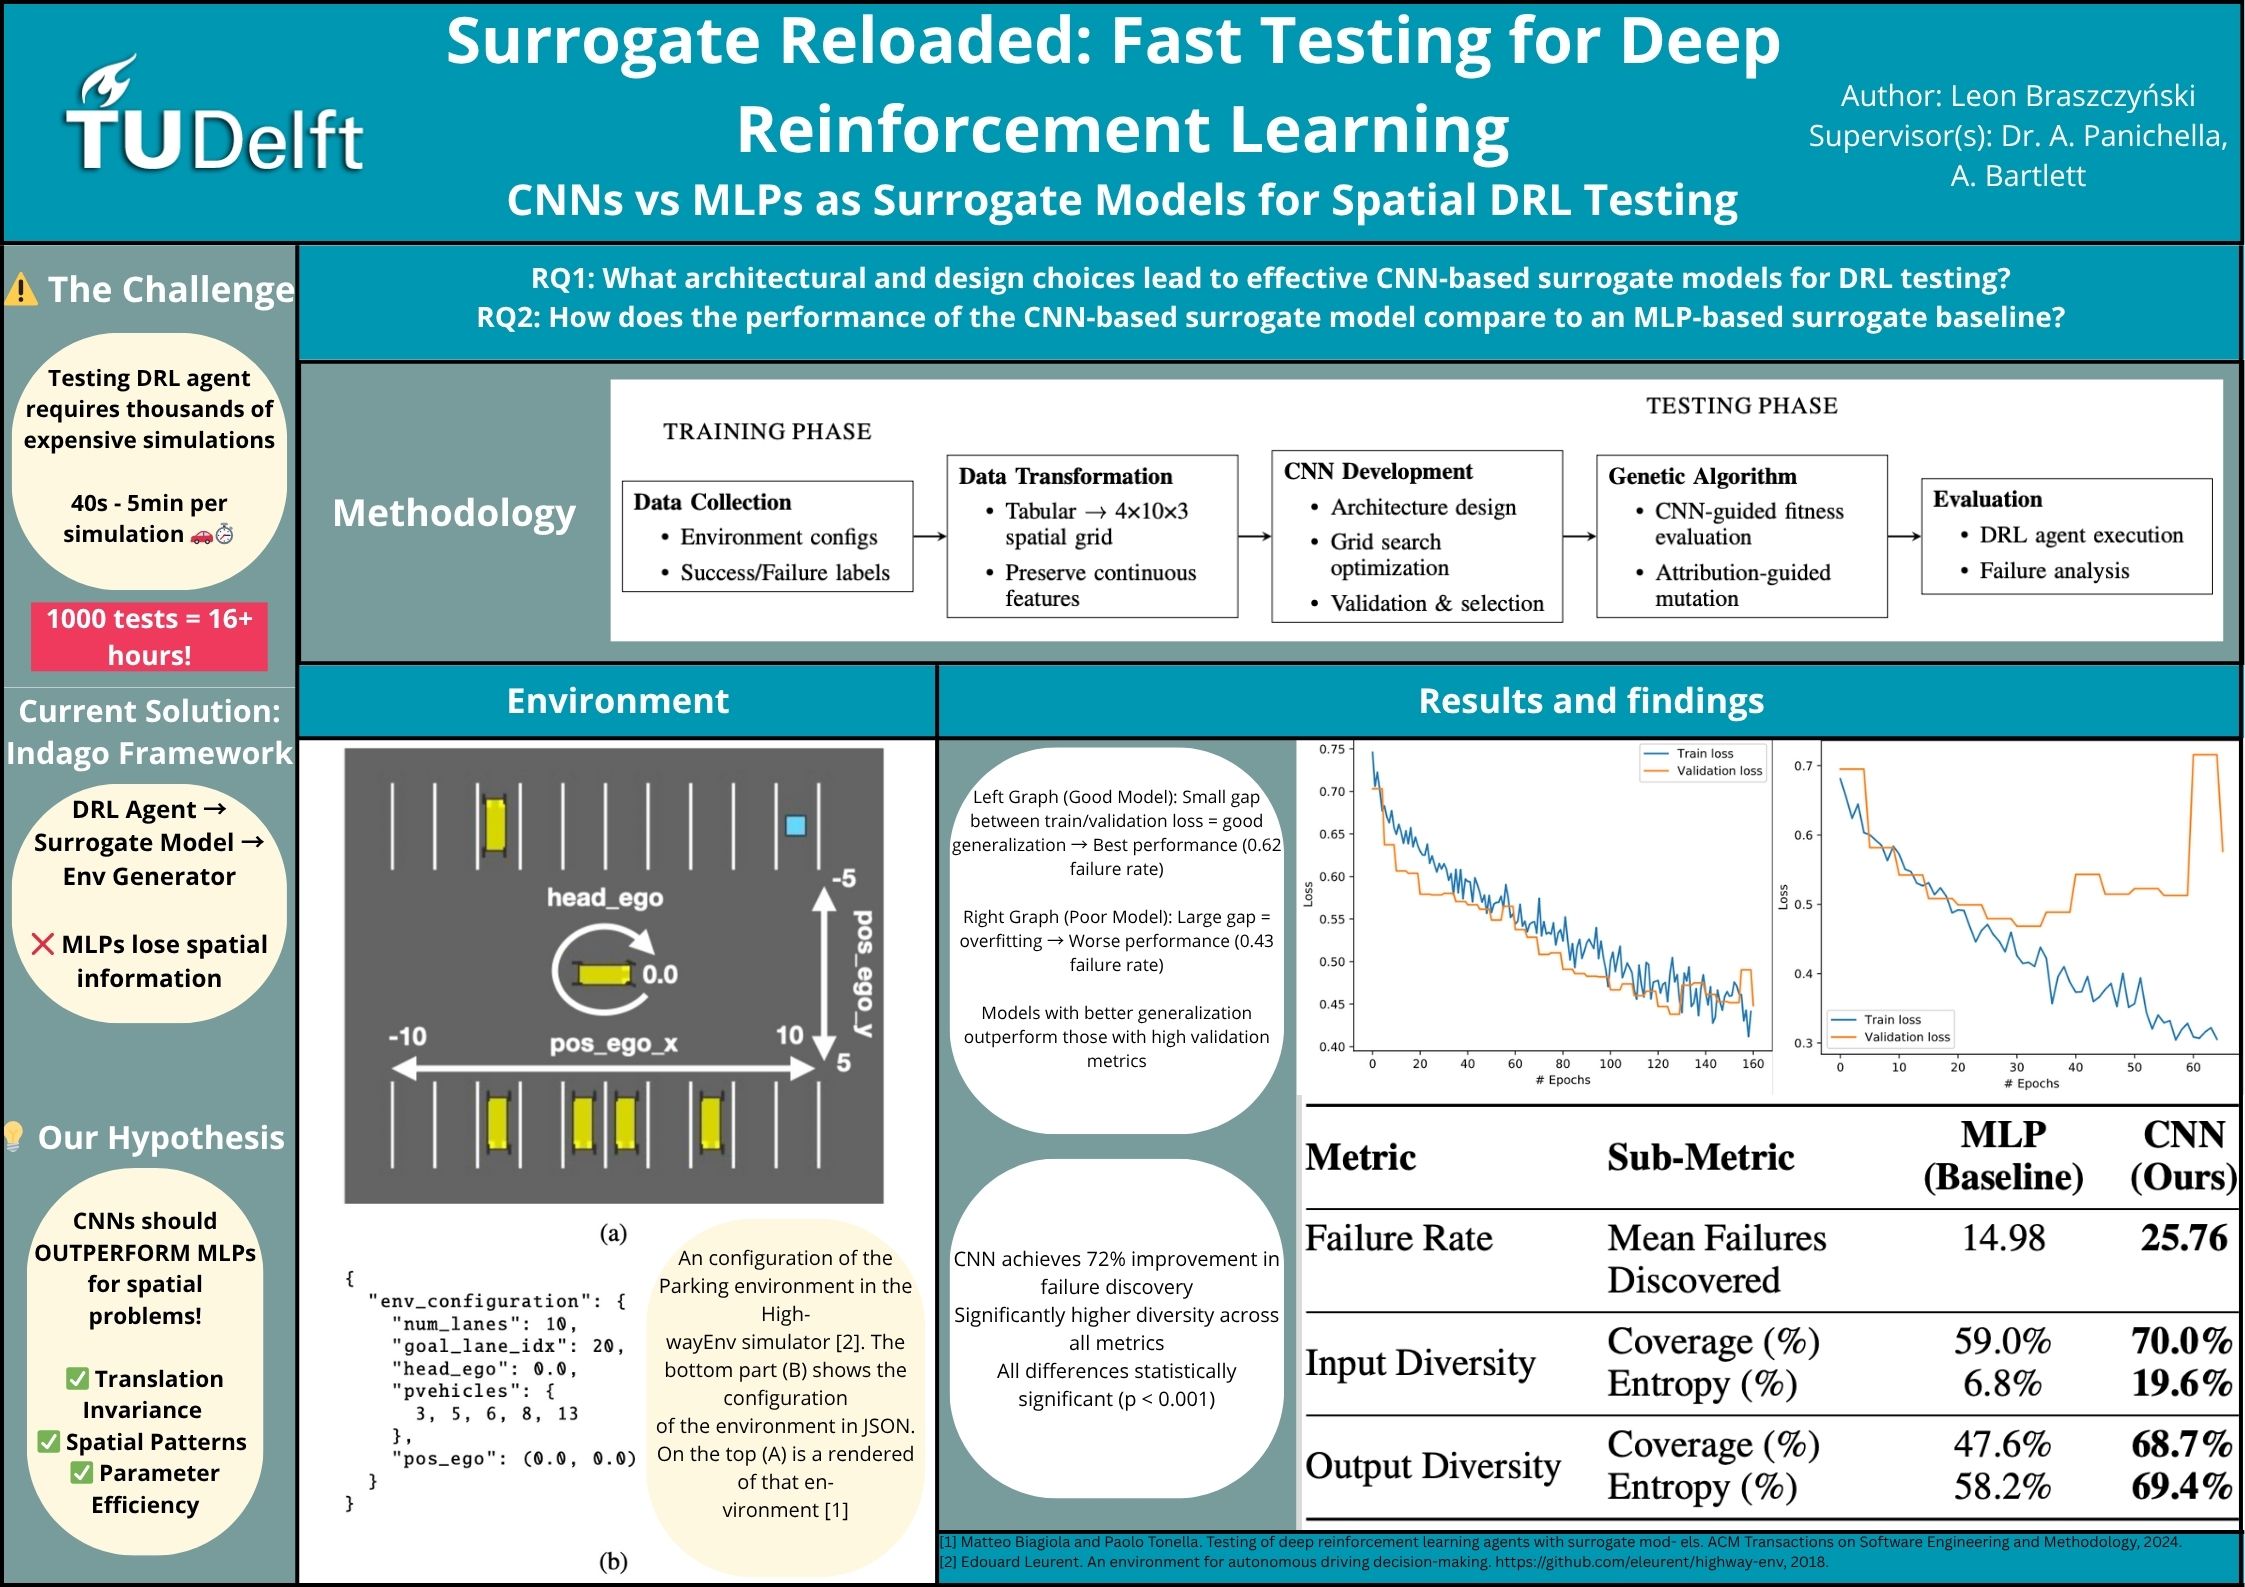 TUDelft
Surrogate Reloaded: Fast Testing for Deep
Reinforcement Learning
CNNs vs MLPs as Surrogate Models for Spatial DRL Testing
Author: Leon Braszczyński
Supervisor(s): Dr. A. Panichella,
A. Bartlett
⚠️ The Challenge
Testing DRL agent
requires thousands of
expensive simulations
40s - 5min per
simulation 🚗⏱️
1000 tests = 16+
hours!
Current Solution:
Indago Framework
DRL Agent →
Surrogate Model →
Env Generator
❌ MLPs lose spatial
information
💡 Our Hypothesis
CNNs should
OUTPERFORM MLPs
for spatial
problems!
✅ Translation
Invariance
✅ Spatial Patterns
✅ Parameter
Efficiency
RQ1: What architectural and design choices lead to effective CNN-based surrogate models for DRL testing?
RQ2: How does the performance of the CNN-based surrogate model compare to an MLP-based surrogate baseline?
Methodology
TRAINING PHASE
TESTING PHASE
Data Collection
• Environment configs
• Success/Failure labels
Data Transformation
• Tabular → 4×10×3
spatial grid
• Preserve continuous
features
CNN Development
• Architecture design
• Grid search
optimization
• Validation & selection
Genetic Algorithm
• CNN-guided fitness
evaluation
• Attribution-guided
mutation
Evaluation
• DRL agent execution
• Failure analysis
Environment
head_ego
0.0
-5
pos_ego_y
5
-10
pos_ego_x
10
(a)
{
"env_configuration": {
"num_lanes": 10,
"goal_lane_idx": 20,
"head_ego": 0.0,
"pvehicles": {
3, 5, 6, 8, 13
},
"pos_ego": (0.0, 0.0)
}
}
(b)
An configuration of the
Parking environment in the
High-
wayEnv simulator [2]. The
bottom part (B) shows the
configuration
of the environment in JSON.
On the top (A) is a rendered
of that en-
vironment [1]
Results and findings
Left Graph (Good Model): Small gap
between train/validation loss = good
generalization → Best performance (0.62
failure rate)
Right Graph (Poor Model): Large gap =
overfitting → Worse performance (0.43
failure rate)
Models with better generalization
outperform those with high validation
metrics
Train loss
Validation loss
0.75
0.70
0.65
0.60
0.55
0.50
0.45
0.40
Loss
0 20 40 60 80 100 120 140 160
# Epochs
0.7
0.6
0.5
0.4
0.3
Loss
Train loss
Validation loss
0 10 20 30 40 50 60
# Epochs
CNN achieves 72% improvement in
failure discovery
Significantly higher diversity across
all metrics
All differences statistically
significant (p < 0.001)
Metric Sub-Metric MLP (Baseline) CNN (Ours)
Failure Rate Mean Failures 14.98 25.76
Discovered
Input Diversity
Coverage (%) 59.0% 70.0%
Entropy (%) 6.8% 19.6%
Output Diversity
Coverage (%) 47.6% 68.7%
Entropy (%) 58.2% 69.4%
[1] Matteo Biagiola and Paolo Tonella. Testing of deep reinforcement learning agents with surrogate mod- els. ACM Transactions on Software Engineering and Methodology, 2024.
[2] Edouard Leurent. An environment for autonomous driving decision-making. https://github.com/eleurent/highway-env, 2018.